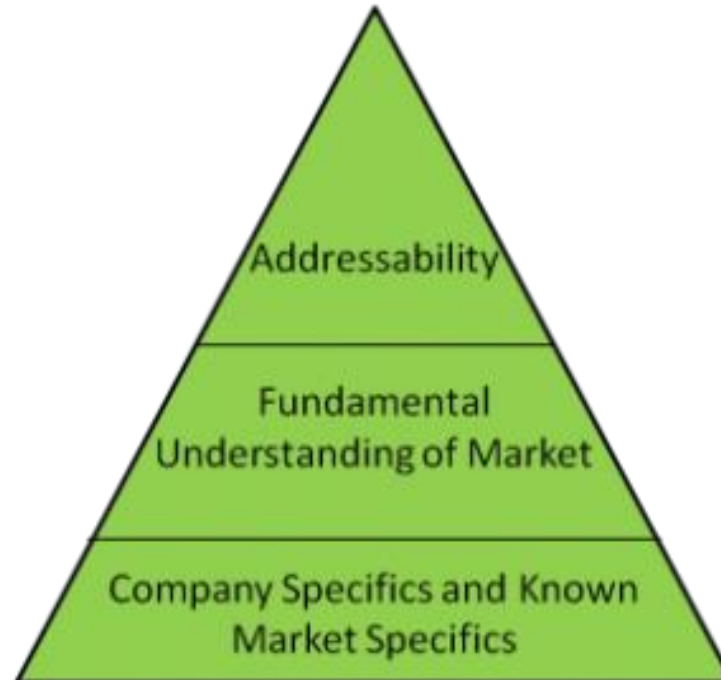 Addressability
Fundamental
Understanding of Market
Company Specifics and Known
Market Specifics